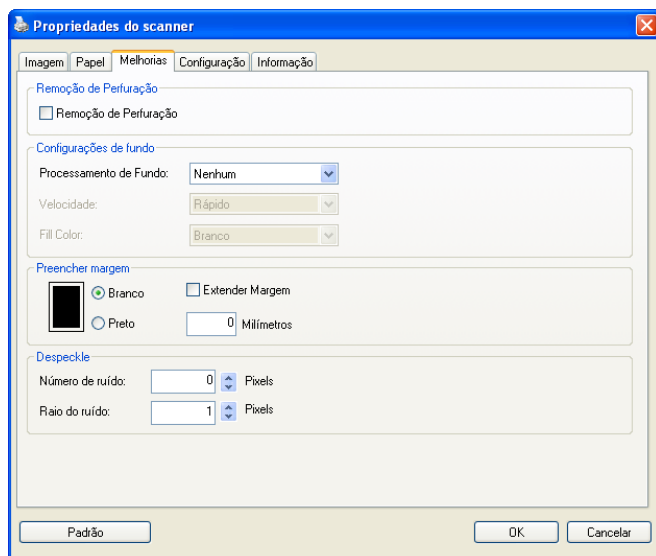 Propriedades do scanner
Imagem Papel Melhorias Configuração Informação
Remoção de Perfuração
Remoção de Perfuração
Configurações de fundo
Processamento de Fundo: Nenhum
Velocidade: Rápido
Fill Color: Branco
Preencher margem
Branco Extender Margem
Preto 0 Milímetros
Despeckle
Número de ruído: 0 Pixels
Raio do ruído: 1 Pixels
Padrão OK Cancelar